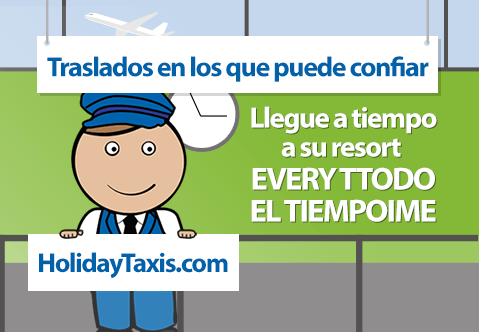 Traslados en los que puede confiar
Llegue a tiempo
a su resort
EVERY TTODO
EL TIEMPOIME
HolidayTaxis.com